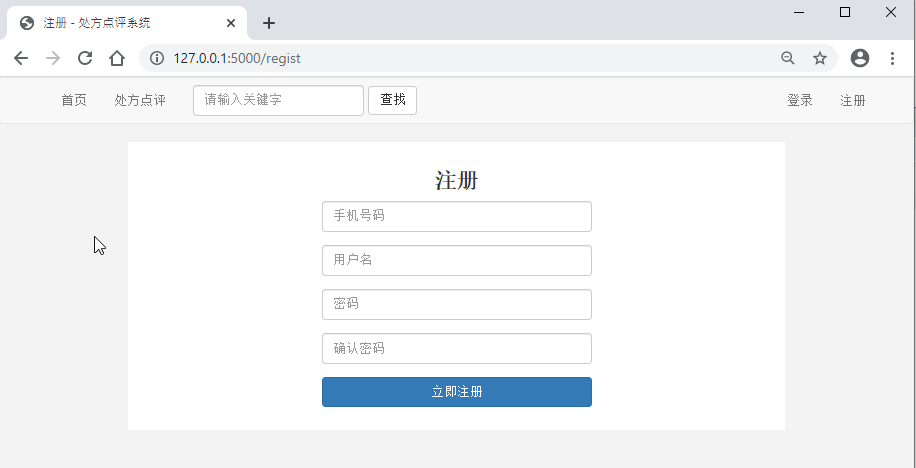 注册 - 处方点评系统
127.0.0.1:5000/regist
首页 处方点评 请输入关键字 查找 登录 注册
注册
手机号码
用户名
密码
确认密码
立即注册